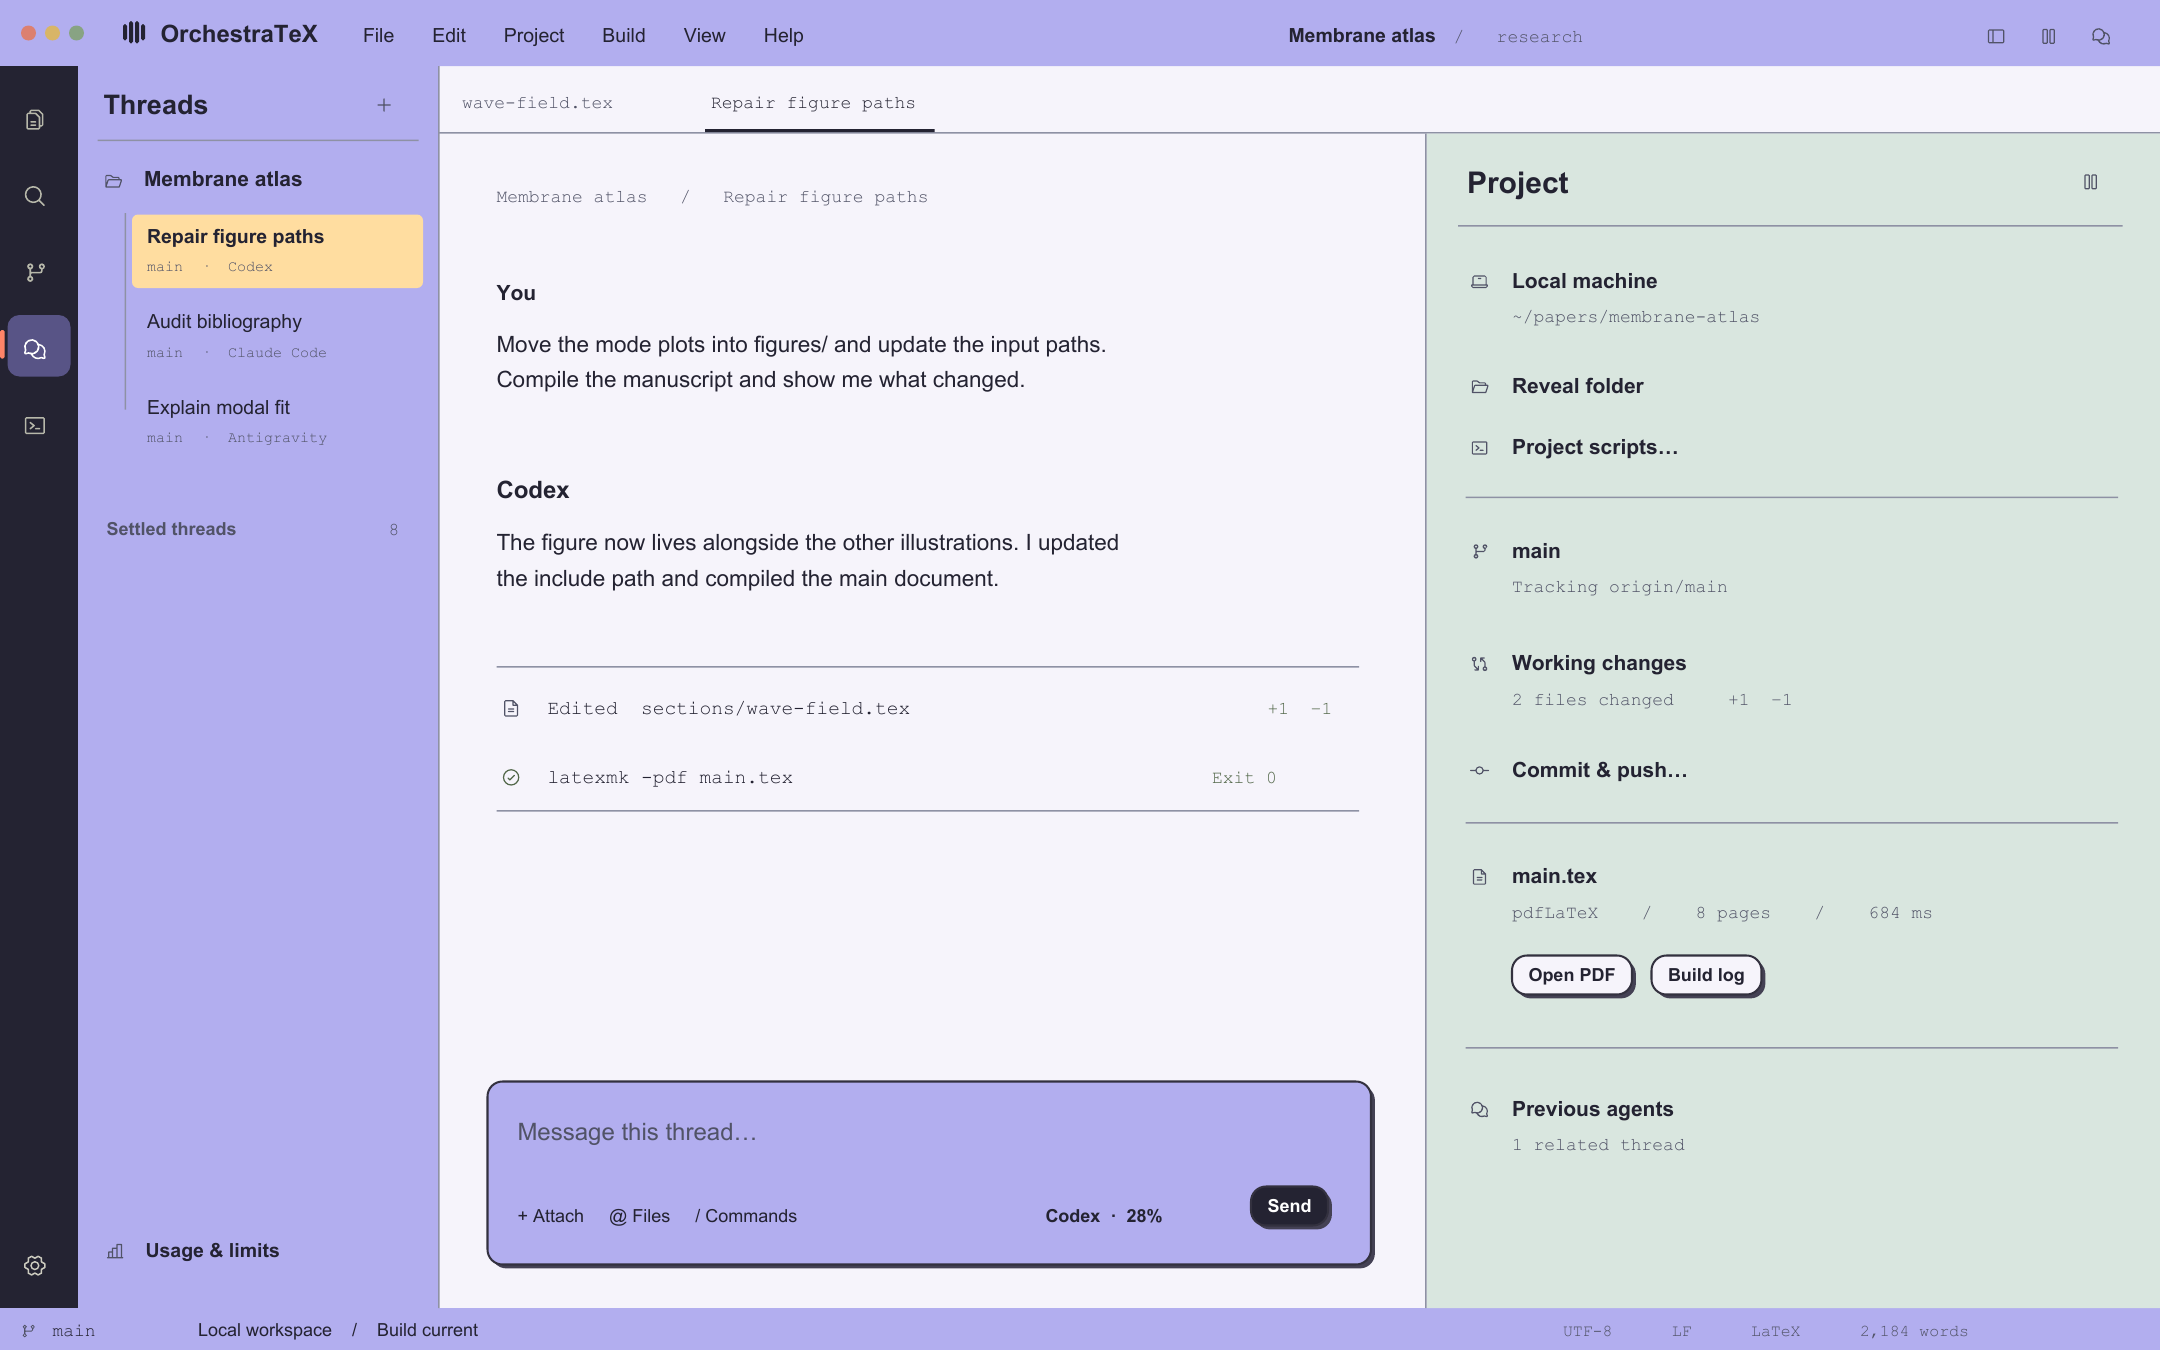 OrchestraTeX File Edit Project Build View Help Membrane atlas / research
Threads +
Membrane atlas
Repair figure paths
main · Codex
Audit bibliography
main · Claude Code
Explain modal fit
main · Antigravity
Settled threads 8
Usage & limits
wave-field.tex Repair figure paths
Membrane atlas / Repair figure paths
You
Move the mode plots into figures/ and update the input paths.
Compile the manuscript and show me what changed.
Codex
The figure now lives alongside the other illustrations. I updated
the include path and compiled the main document.
Edited sections/wave-field.tex +1 −1
latexmk -pdf main.tex Exit 0
Message this thread…
+ Attach @ Files / Commands Codex · 28% Send
Project
Local machine
~/papers/membrane-atlas
Reveal folder
Project scripts…
main
Tracking origin/main
Working changes
2 files changed +1 −1
Commit & push…
main.tex
pdfLaTeX / 8 pages / 684 ms
Open PDF Build log
Previous agents
1 related thread
main Local workspace / Build current UTF-8 LF LaTeX 2,184 words